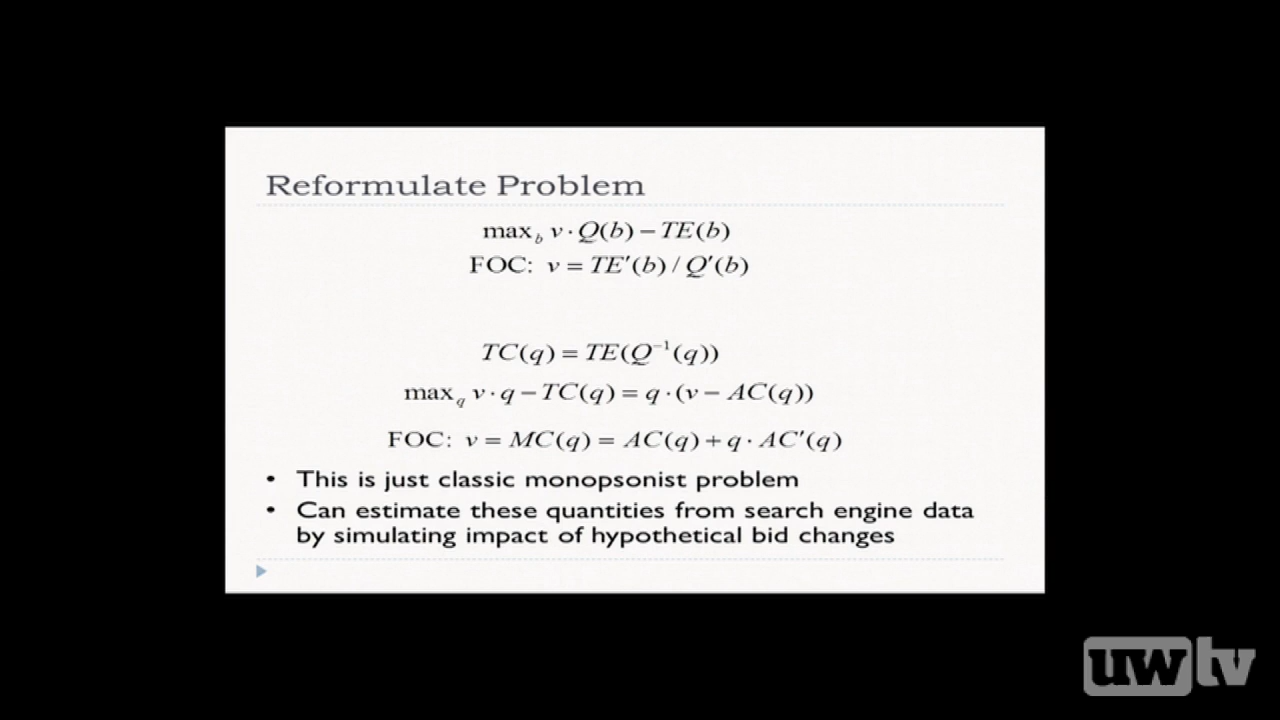 Reformulate Problem
max_b v · Q(b) − TE(b)
FOC: v = TE′(b) / Q′(b)
TC(q) = TE(Q⁻¹(q))
max_q v · q − TC(q) = q · (v − AC(q))
FOC: v = MC(q) = AC(q) + q · AC′(q)
• This is just classic monopsonist problem
• Can estimate these quantities from search engine data
by simulating impact of hypothetical bid changes
uwtv